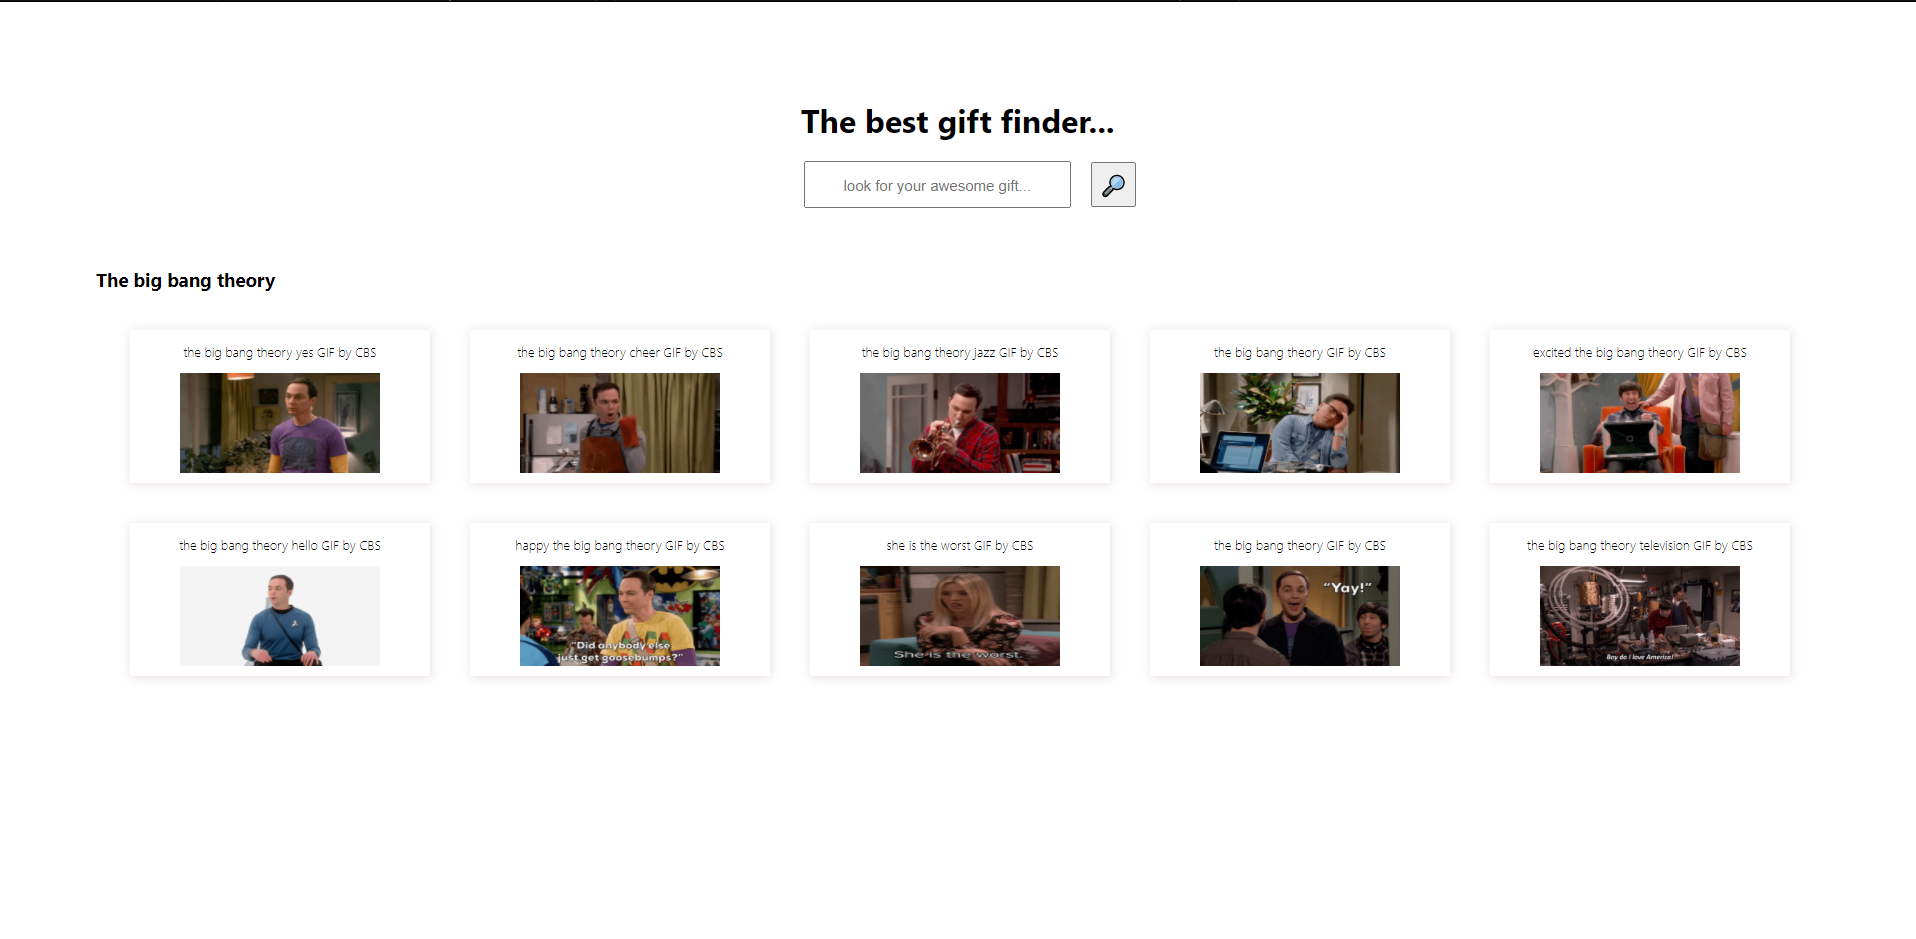 The best gift finder...
look for your awesome gift...
The big bang theory
the big bang theory yes GIF by CBS
the big bang theory cheer GIF by CBS
the big bang theory jazz GIF by CBS
the big bang theory GIF by CBS
excited the big bang theory GIF by CBS
the big bang theory hello GIF by CBS
happy the big bang theory GIF by CBS
she is the worst GIF by CBS
the big bang theory GIF by CBS
the big bang theory television GIF by CBS
"Did anybody else
just get goosebumps?"
She is the worst.
"Yay!"
Boy do I love America!